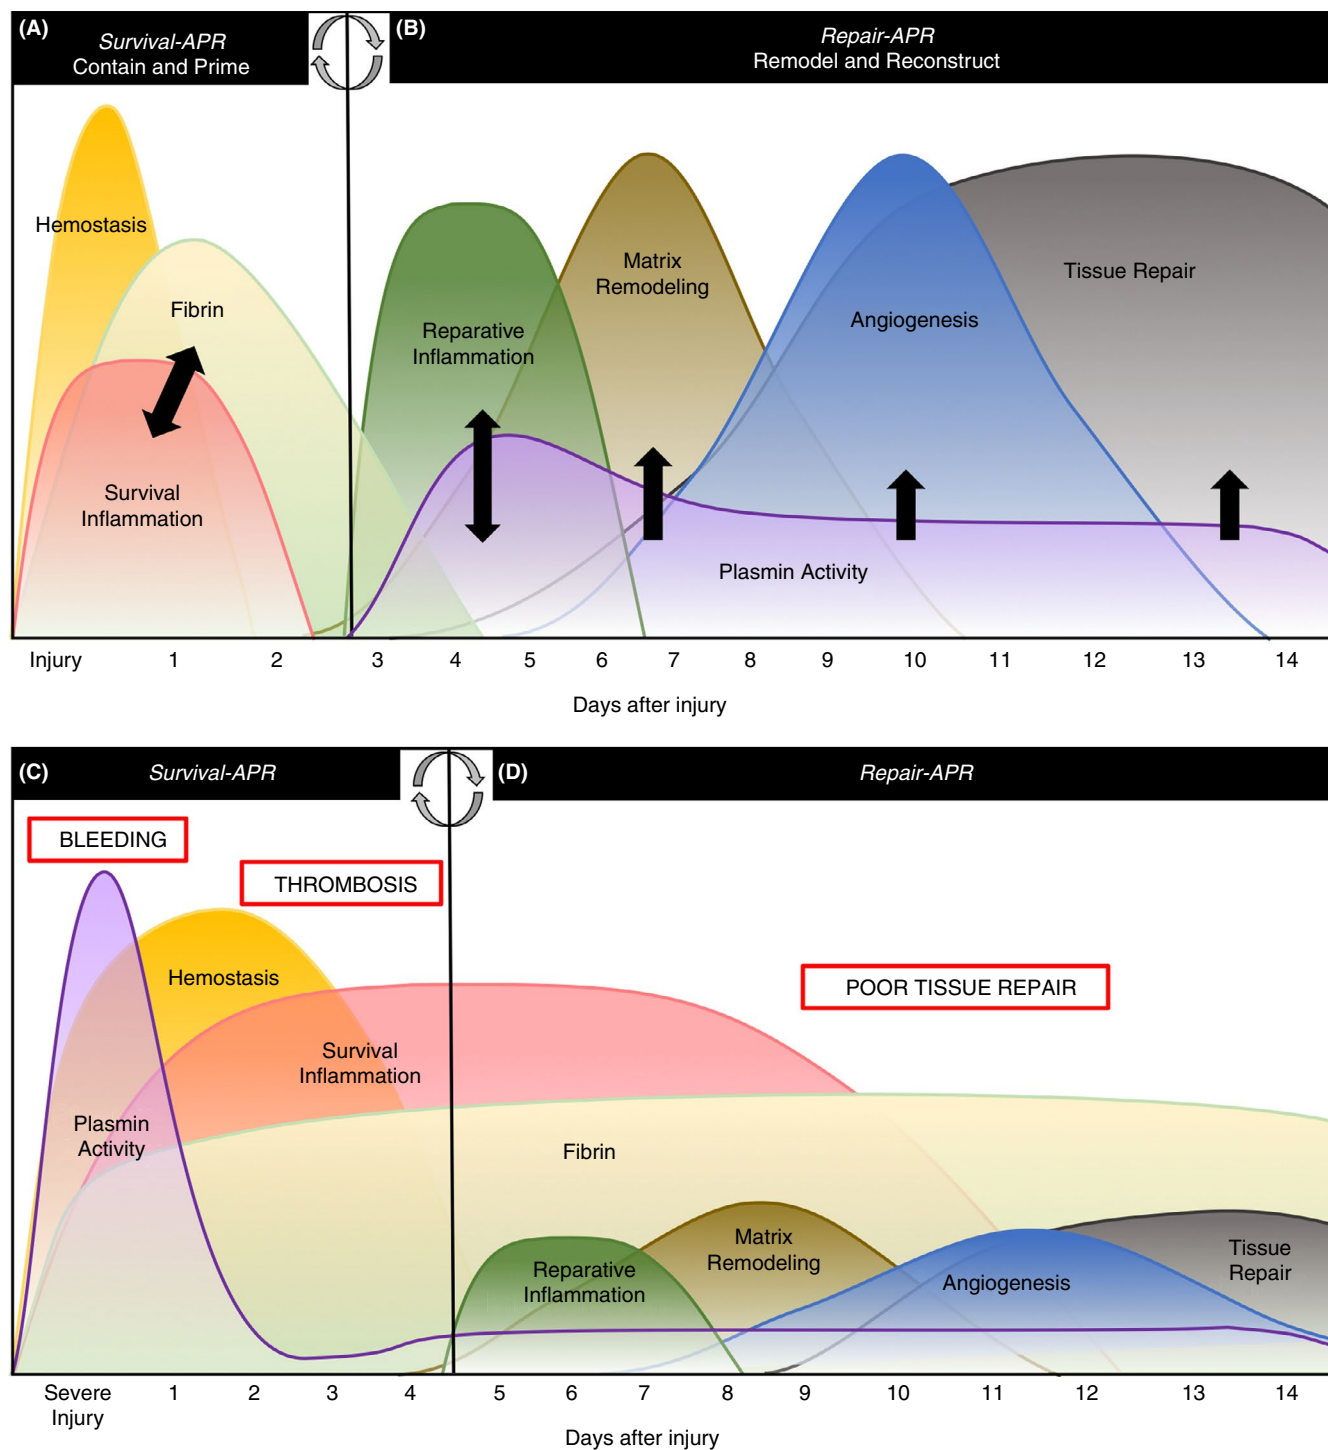 (A)
Survival-APR
Contain and Prime
(B)
Repair-APR
Remodel and Reconstruct
Hemostasis
Fibrin
Survival
Inflammation
Reparative
Inflammation
Matrix
Remodeling
Angiogenesis
Tissue Repair
Plasmin Activity
Injury 1 2 3 4 5 6 7 8 9 10 11 12 13 14
Days after injury
(C)
Survival-APR
(D)
Repair-APR
BLEEDING
THROMBOSIS
POOR TISSUE REPAIR
Hemostasis
Survival
Inflammation
Plasmin
Activity
Fibrin
Reparative
Inflammation
Matrix
Remodeling
Angiogenesis
Tissue
Repair
Severe
Injury
1 2 3 4 5 6 7 8 9 10 11 12 13 14
Days after injury